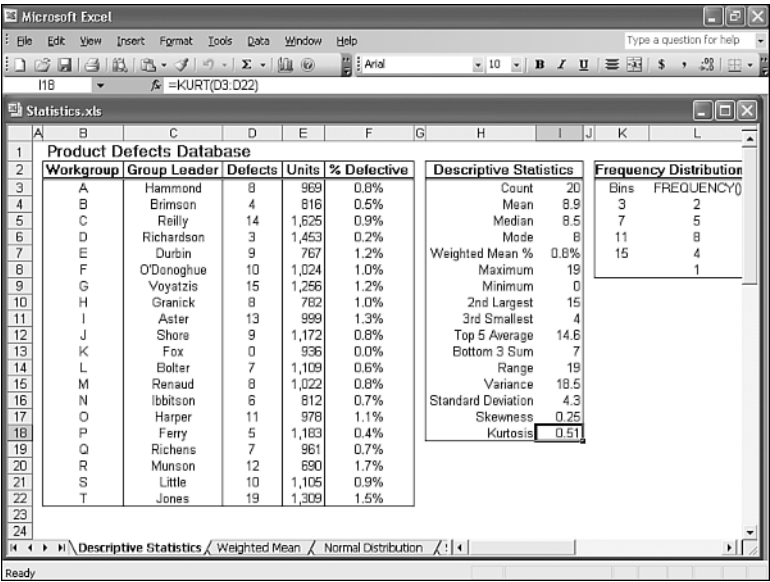 Microsoft Excel
File Edit View Insert Format Tools Data Window Help Type a question for help
Arial 10 B I U $ ,
I18 fx =KURT(D3:D22)
Statistics.xls
A B C D E F G H I J K L
1 Product Defects Database
2 Workgroup Group Leader Defects Units % Defective Descriptive Statistics Frequency Distribution
3 A Hammond 8 969 0.8% Count 20 Bins FREQUENCY()
4 B Brimson 4 816 0.5% Mean 8.9 3 2
5 C Reilly 14 1,625 0.9% Median 8.5 7 5
6 D Richardson 3 1,453 0.2% Mode 8 11 8
7 E Durbin 9 767 1.2% Weighted Mean % 0.8% 15 4
8 F O'Donoghue 10 1,024 1.0% Maximum 19 1
9 G Voyatzis 15 1,256 1.2% Minimum 0
10 H Granick 8 782 1.0% 2nd Largest 15
11 I Aster 13 999 1.3% 3rd Smallest 4
12 J Shore 9 1,172 0.8% Top 5 Average 14.6
13 K Fox 0 936 0.0% Bottom 3 Sum 7
14 L Bolter 7 1,109 0.6% Range 19
15 M Renaud 8 1,022 0.8% Variance 18.5
16 N Ibbitson 6 812 0.7% Standard Deviation 4.3
17 O Harper 11 978 1.1% Skewness 0.25
18 P Ferry 5 1,183 0.4% Kurtosis 0.51
19 Q Richens 7 961 0.7%
20 R Munson 12 690 1.7%
21 S Little 10 1,105 0.9%
22 T Jones 19 1,309 1.5%
23
24
Descriptive Statistics / Weighted Mean / Normal Distribution /
Ready